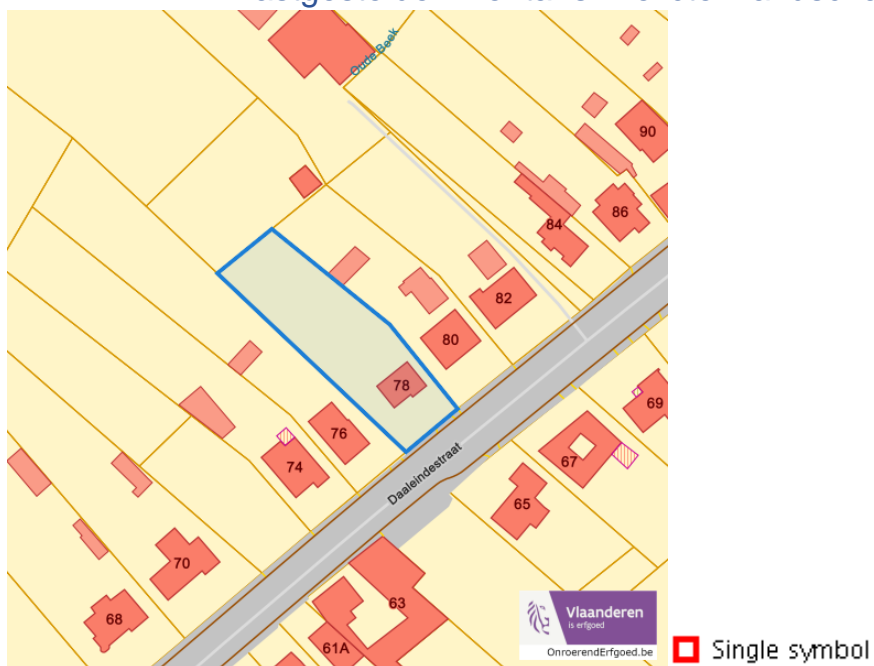 Oude Beek
90
86
84
82
80
78
76
74
69
67
65
Daaleindestraat
70
68
63
61A
Vlaanderen
is erfgoed
OnroerendErfgoed.be
Single symbol